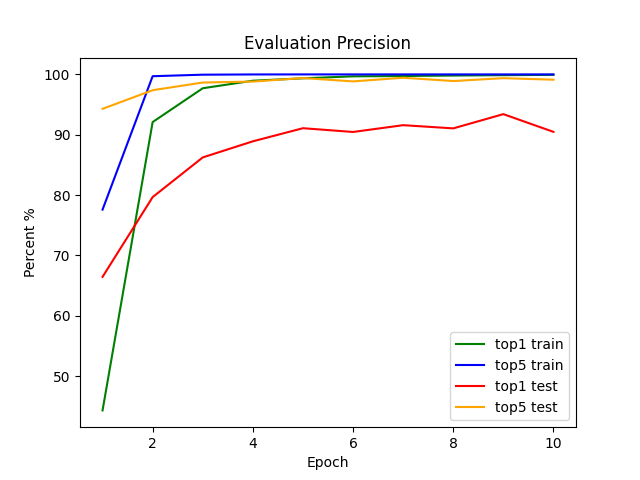 Evaluation Precision
Percent %
100
90
80
70
60
50
2
4
6
8
10
Epoch
top1 train
top5 train
top1 test
top5 test